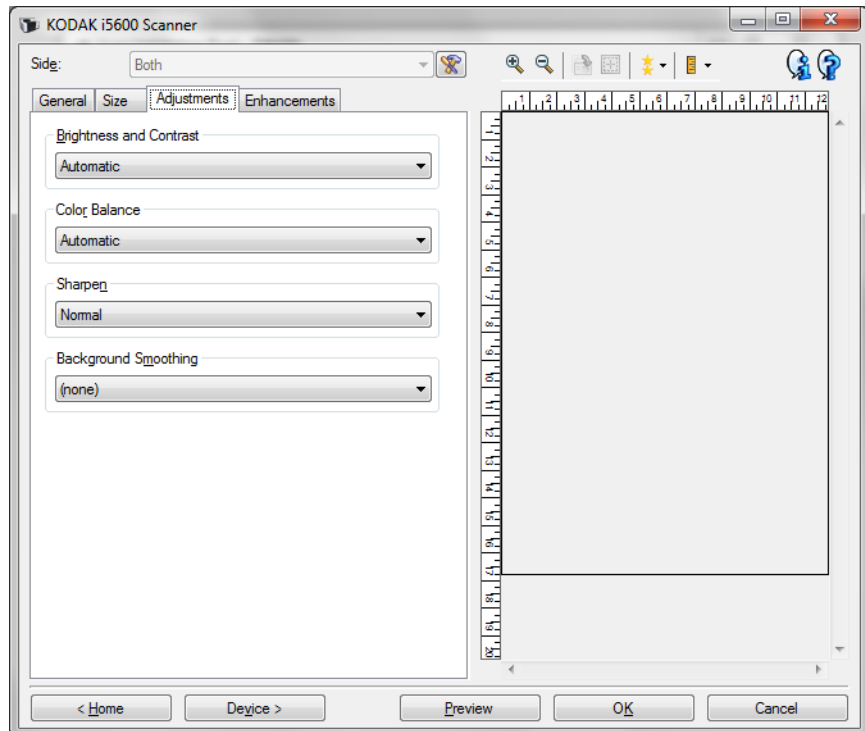 KODAK i5600 Scanner
Side: Both
General Size Adjustments Enhancements
Brightness and Contrast
Automatic
Color Balance
Automatic
Sharpen
Normal
Background Smoothing
(none)
1 2 3 4 5 6 7 8 9 10 11 12
1
2
3
4
5
6
7
8
9
10
11
12
13
14
15
16
17
18
19
20
< Home Device > Preview OK Cancel